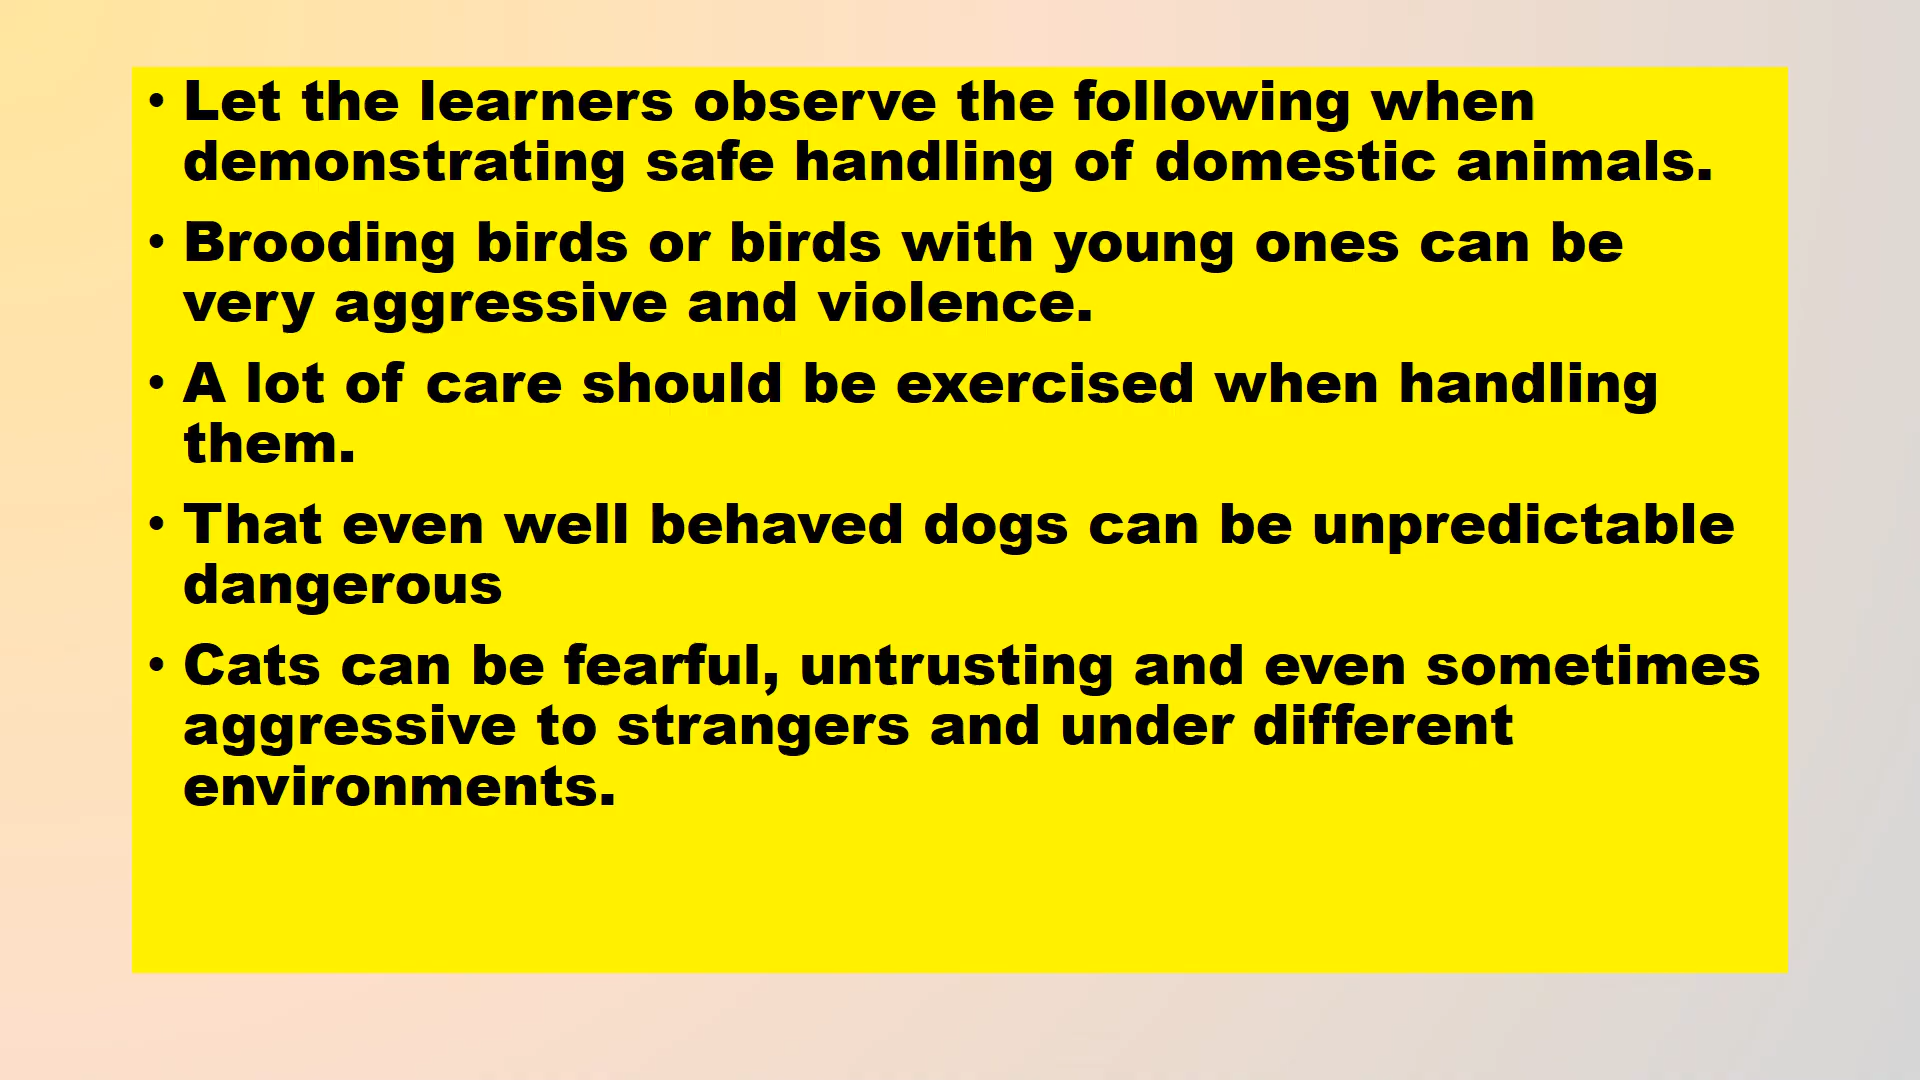 • Let the learners observe the following when
demonstrating safe handling of domestic animals.
• Brooding birds or birds with young ones can be
very aggressive and violence.
• A lot of care should be exercised when handling
them.
• That even well behaved dogs can be unpredictable
dangerous
• Cats can be fearful, untrusting and even sometimes
aggressive to strangers and under different
environments.